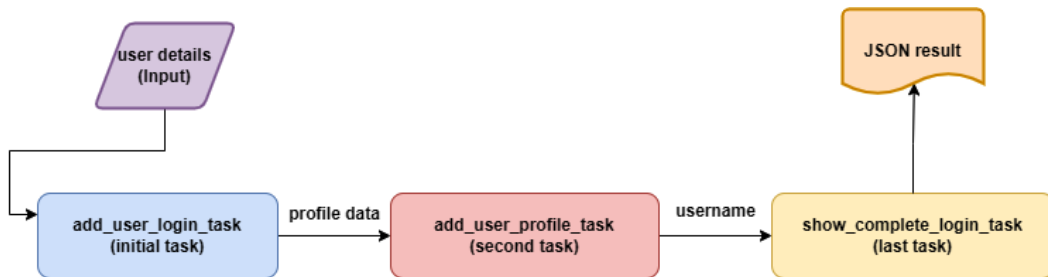 user details
(Input)
JSON result
add_user_login_task
(initial task)
profile data
add_user_profile_task
(second task)
username
show_complete_login_task
(last task)